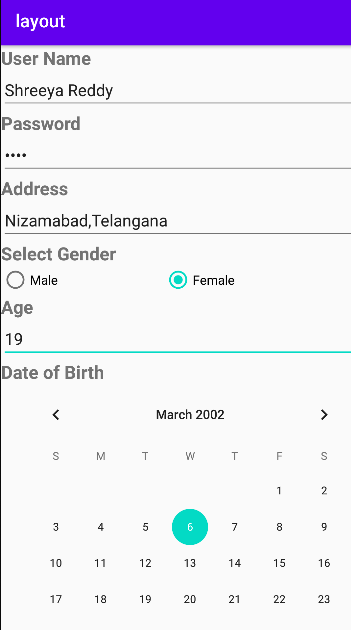 layout
User Name
Shreeya Reddy
Password
••••
Address
Nizamabad,Telangana
Select Gender
Male Female
Age
19
Date of Birth
March 2002
S M T W T F S
1 2
3 4 5 6 7 8 9
10 11 12 13 14 15 16
17 18 19 20 21 22 23